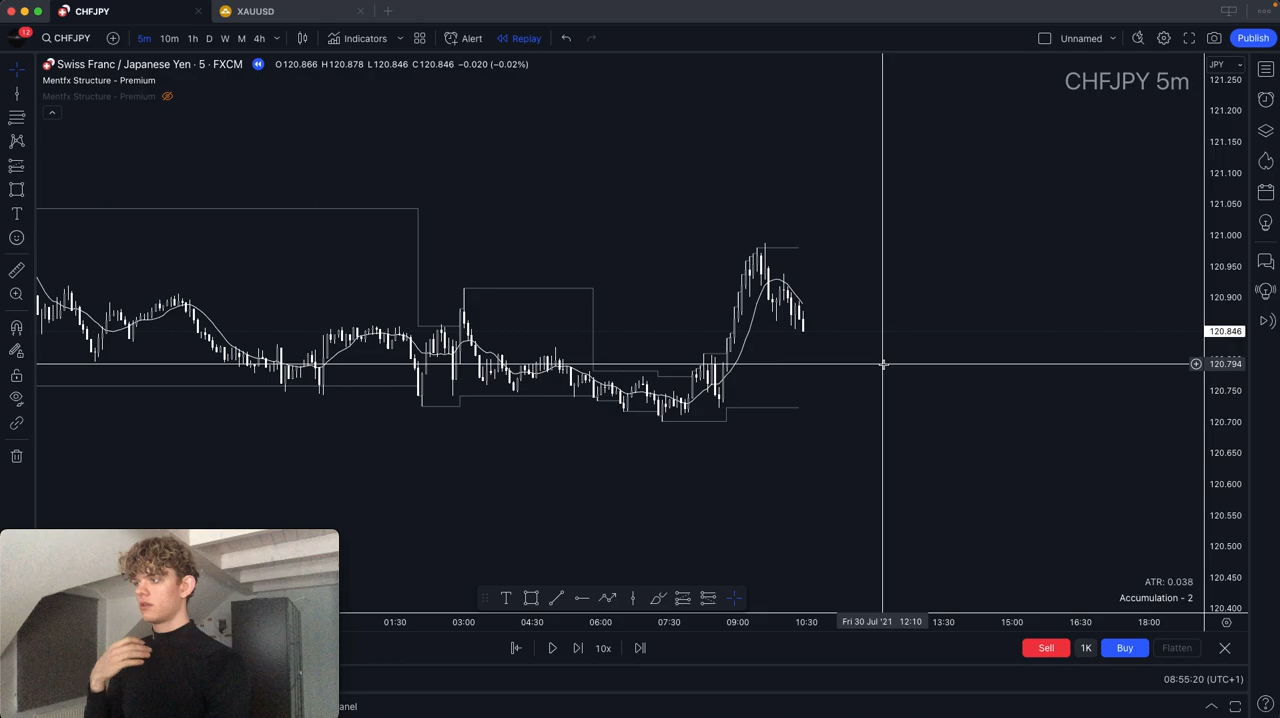 CHFJPY
XAUUSD
12
CHFJPY
5m
10m
1h
D
W
M
4h
Indicators
Alert
Replay
Unnamed
Publish
Swiss Franc / Japanese Yen · 5 · FXCM
O120.866 H120.878 L120.846 C120.846 −0.020 (−0.02%)
Mentfx Structure - Premium
Mentfx Structure - Premium
CHFJPY 5m
JPY
121.250
121.200
121.150
121.100
121.050
121.000
120.950
120.900
120.846
120.794
120.750
120.700
120.650
120.600
120.550
120.500
120.450
120.400
ATR: 0.038
Accumulation - 2
01:30
03:00
04:30
06:00
07:30
09:00
10:30
Fri 30 Jul '21 12:10
13:30
15:00
16:30
18:00
10x
Sell
1K
Buy
Flatten
08:55:20 (UTC+1)
anel